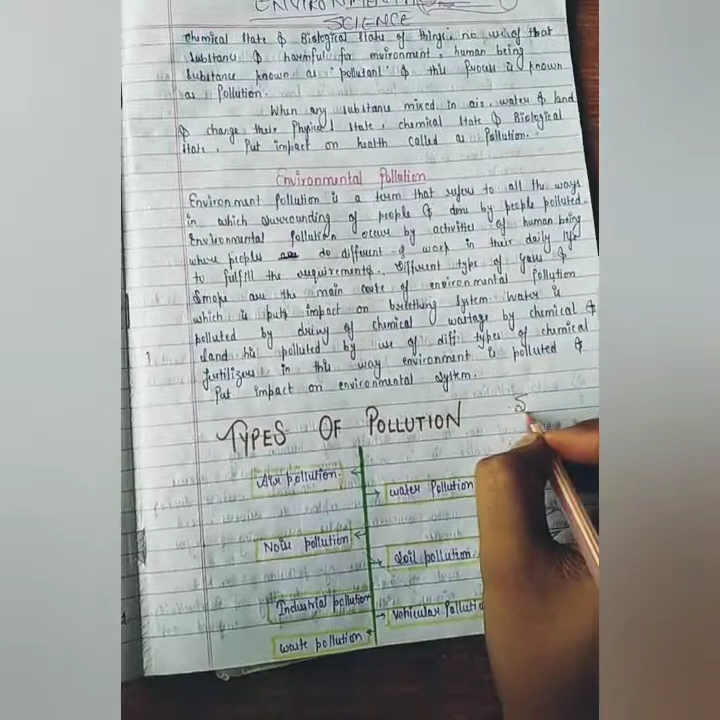 ENVIRONMENTAL
SCIENCE
chemical state & Biological state of things. no use of that
substance & harmful for environment, human being
substance known as 'pollutant' & this process is known
as Pollution.
When any substance mixed in air, water & land
& change their Physical state, chemical state & Biological
state, Put impact on health called as Pollution.
Environmental Pollution
Environment Pollution is a term that refers to all the ways
in which surrounding of people & done by people polluted.
Environmental Pollution occurs by activities of human being
where peoples do different of work in their daily life
to fulfill the requirements. Different type of gases &
Smoke are the main of environmental Pollution
which is puts impact on breething system. Water is
polluted by of chemical wastage by chemical &
land polluted by use of diff. types of chemical
fertilizers in this way environment is polluted &
Put impact on environmental system.
TYPES OF POLLUTION
Air pollution.
water Pollution
Noise pollution
Soil pollution.
Industrial pollution
Vehicular Polluti
waste pollution